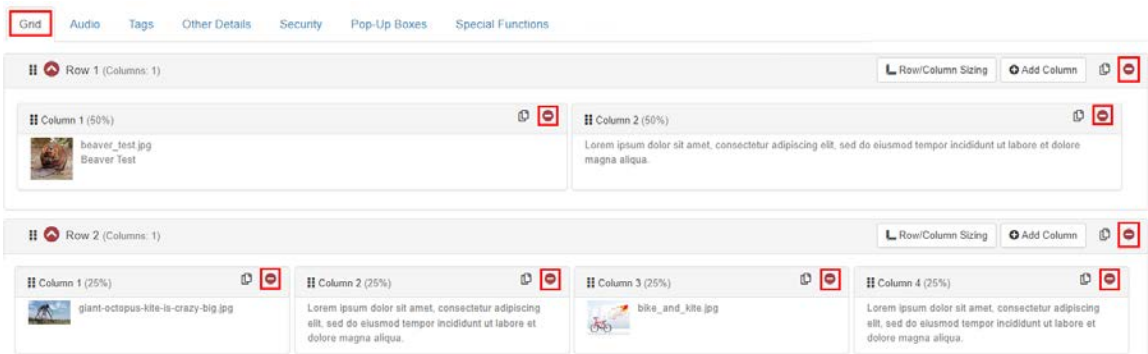 Grid Audio Tags Other Details Security Pop-Up Boxes Special Functions
Row 1 (Columns: 1) Row/Column Sizing Add Column
Column 1 (50%) Column 2 (50%)
beaver_test.jpg Lorem ipsum dolor sit amet, consectetur adipiscing elit, sed do eiusmod tempor incididunt ut labore et dolore
Beaver Test magna aliqua.
Row 2 (Columns: 1) Row/Column Sizing Add Column
Column 1 (25%) Column 2 (25%) Column 3 (25%) Column 4 (25%)
giant-octopus-kite-is-crazy-big.jpg
Lorem ipsum dolor sit amet, consectetur adipiscing
elit, sed do eiusmod tempor incididunt ut labore et
dolore magna aliqua.
bike_and_kite.jpg
Lorem ipsum dolor sit amet, consectetur adipiscing
elit, sed do eiusmod tempor incididunt ut labore et
dolore magna aliqua.